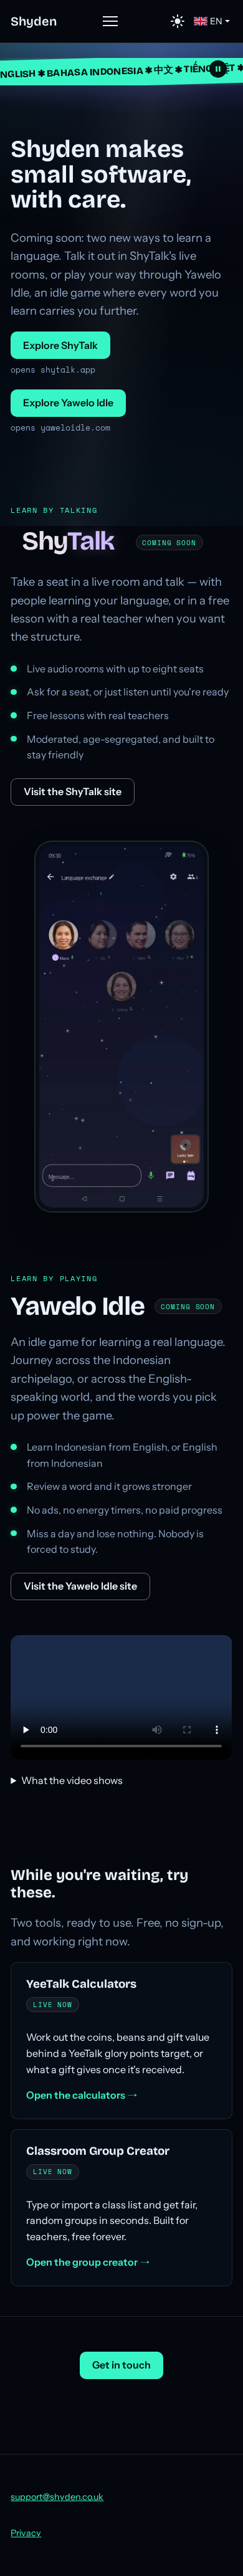 Shyden
EN
NGLISH ✱ BAHASA INDONESIA ✱ 中文 ✱
Shyden makes
small software,
with care.
Coming soon: two new ways to learn a
language. Talk it out in ShyTalk's live
rooms, or play your way through Yawelo
Idle, an idle game where every word you
learn carries you further.
Explore ShyTalk
opens shytalk.app
Explore Yawelo Idle
opens yaweloidle.com
LEARN BY TALKING
ShyTalk
COMING SOON
Take a seat in a live room and talk — with
people learning your language, or in a free
lesson with a real teacher when you want
the structure.
Live audio rooms with up to eight seats
Ask for a seat, or just listen until you're ready
Free lessons with real teachers
Moderated, age-segregated, and built to
stay friendly
Visit the ShyTalk site
09:30
Language exchange
Message...
LEARN BY PLAYING
Yawelo Idle
COMING SOON
An idle game for learning a real language.
Journey across the Indonesian
archipelago, or across the English-
speaking world, and the words you pick
up power the game.
Learn Indonesian from English, or English
from Indonesian
Review a word and it grows stronger
No ads, no energy timers, no paid progress
Miss a day and lose nothing. Nobody is
forced to study.
Visit the Yawelo Idle site
0:00
What the video shows
While you're waiting, try
these.
Two tools, ready to use. Free, no sign-up,
and working right now.
YeeTalk Calculators
LIVE NOW
Work out the coins, beans and gift value
behind a YeeTalk glory points target, or
what a gift gives once it's received.
Open the calculators →
Classroom Group Creator
LIVE NOW
Type or import a class list and get fair,
random groups in seconds. Built for
teachers, free forever.
Open the group creator →
Get in touch
support@shyden.co.uk
Privacy